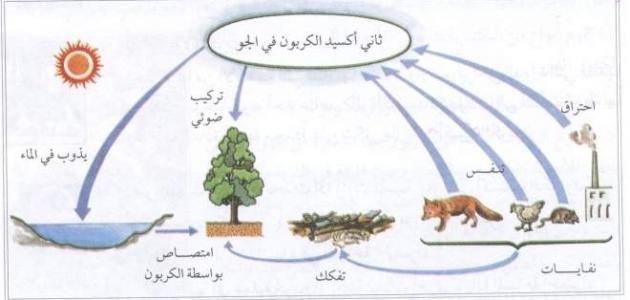 ثاني أكسيد الكربون في الجو
تركيب
ضوئي
احتراق
يذوب في الماء
تنفس
امتصاص
بواسطة الكربون
تفكك
نفايات